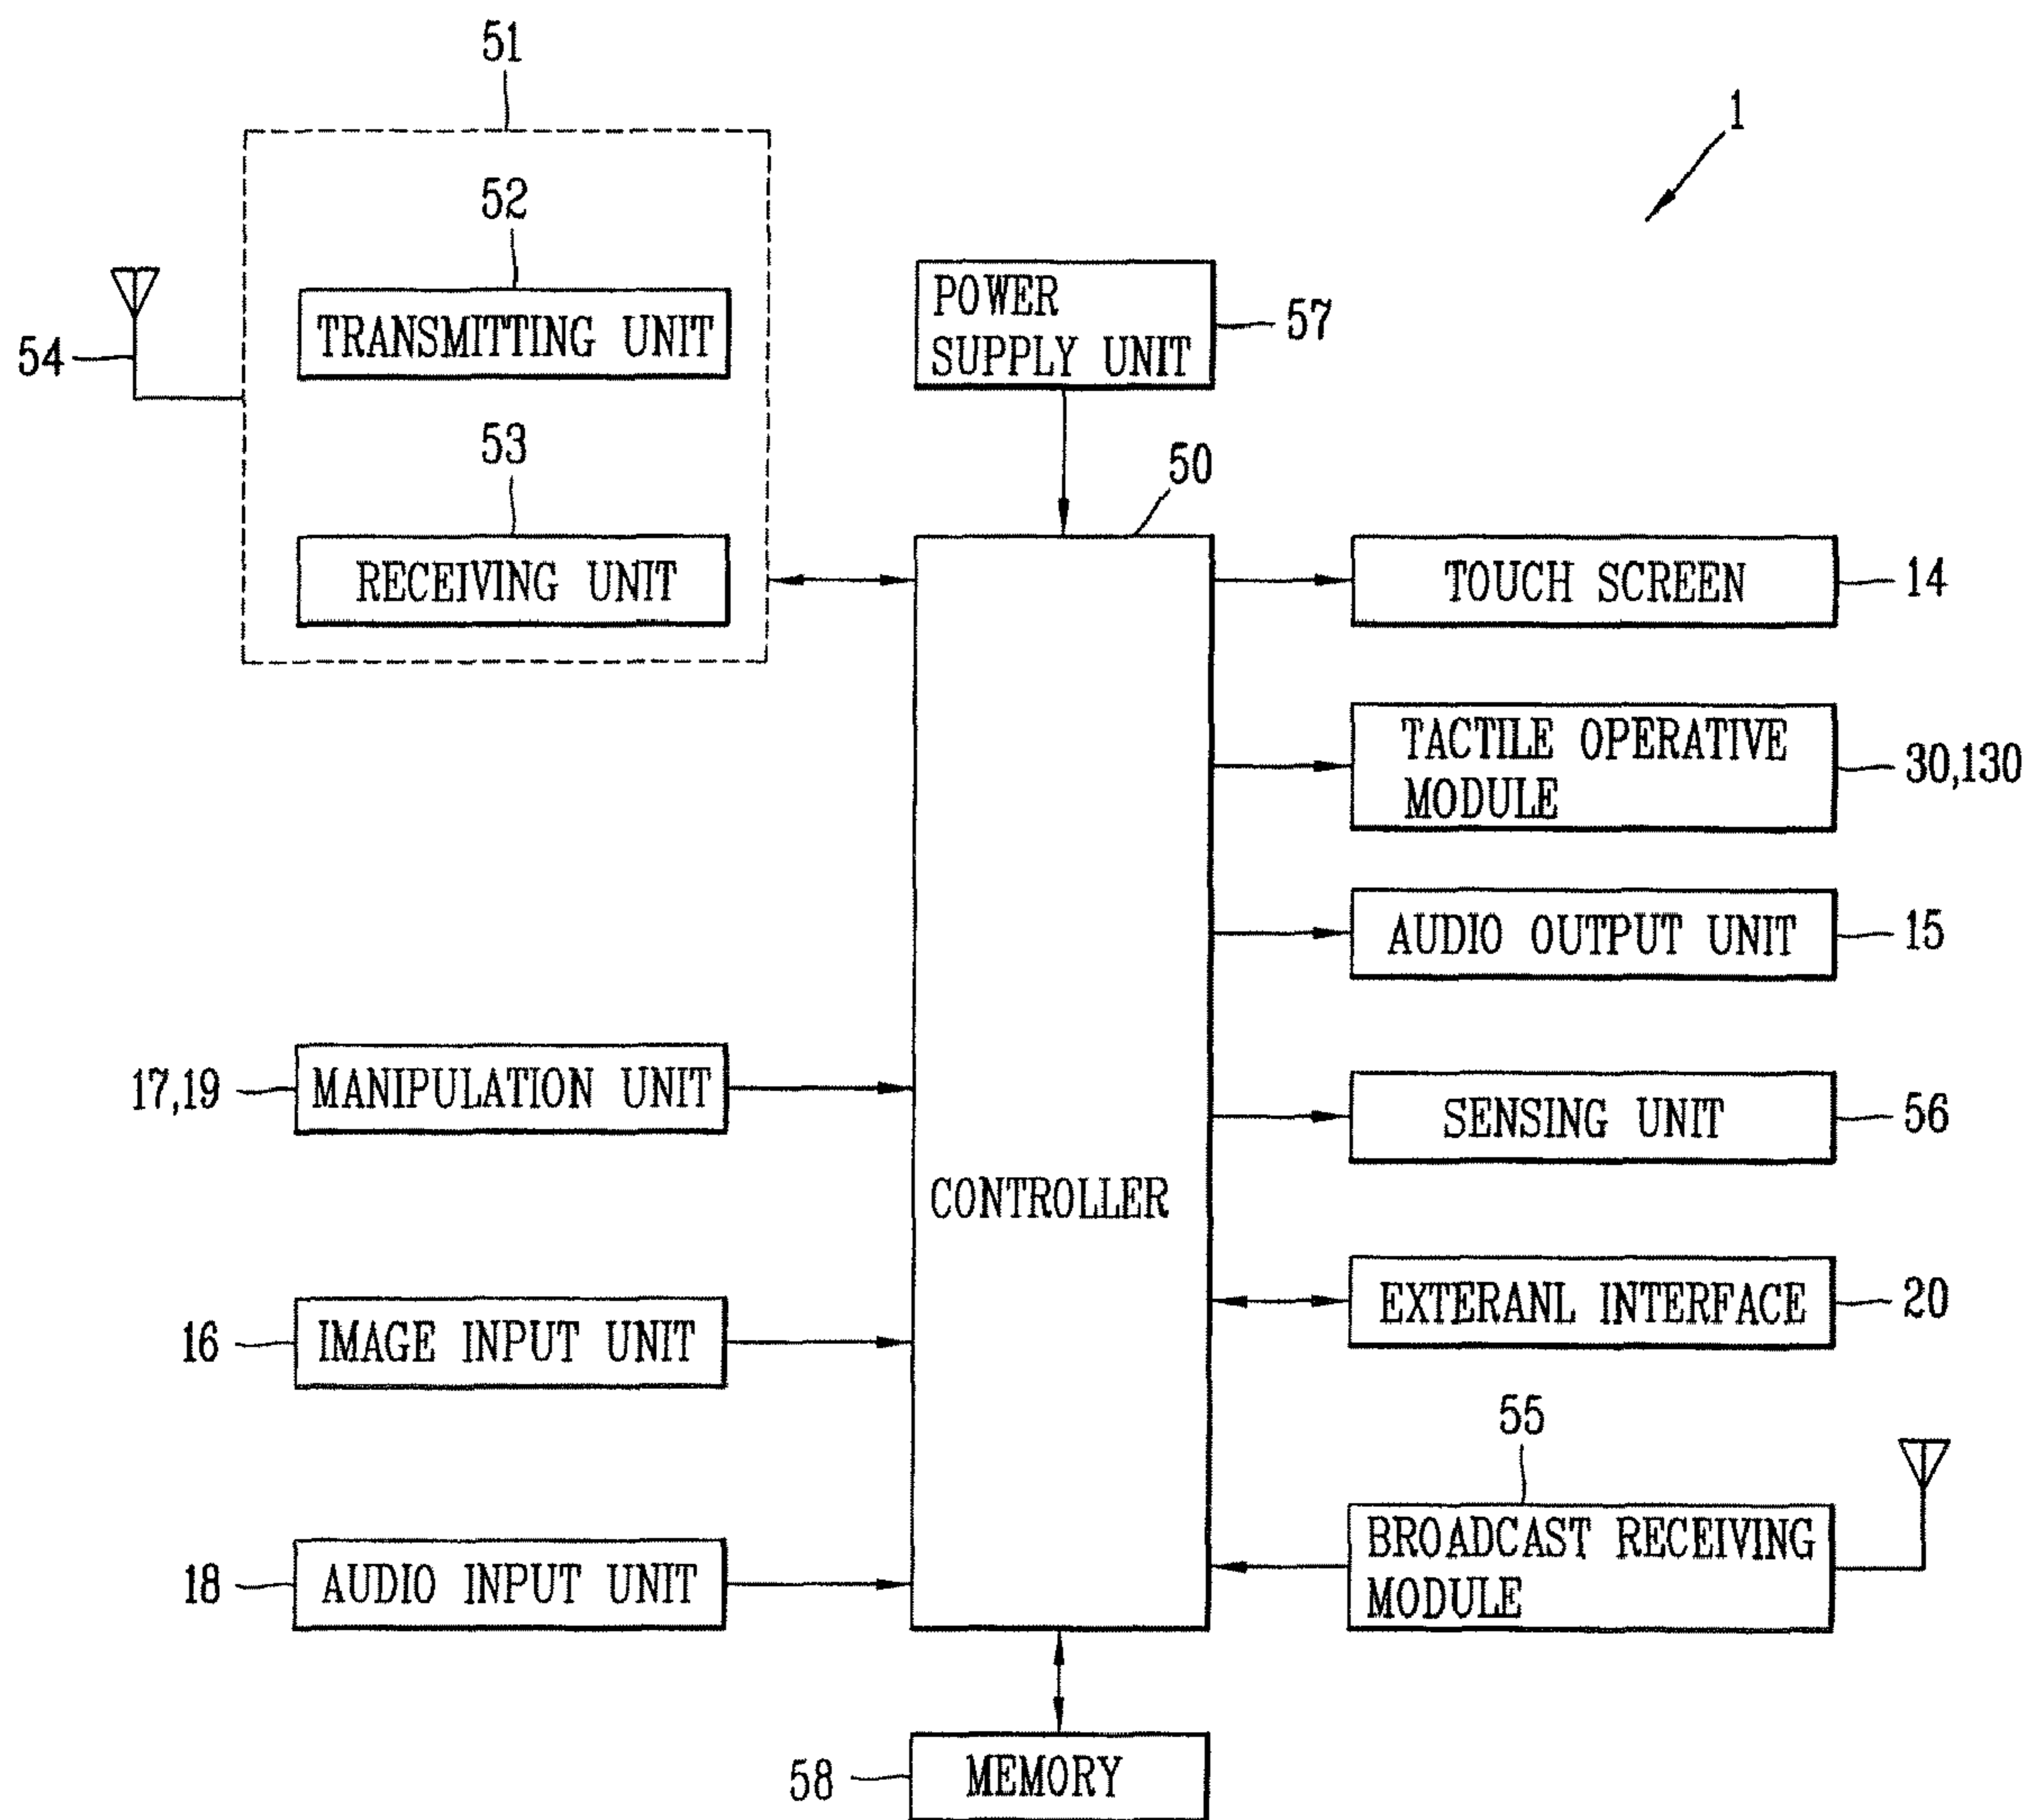 51
1
52
TRANSMITTING UNIT
54
POWER
SUPPLY UNIT
57
53
50
RECEIVING UNIT
TOUCH SCREEN
14
TACTILE OPERATIVE
MODULE
30,130
AUDIO OUTPUT UNIT
15
17,19
MANIPULATION UNIT
SENSING UNIT
56
CONTROLLER
16
IMAGE INPUT UNIT
EXTERANL INTERFACE
20
55
18
AUDIO INPUT UNIT
BROADCAST RECEIVING
MODULE
58
MEMORY